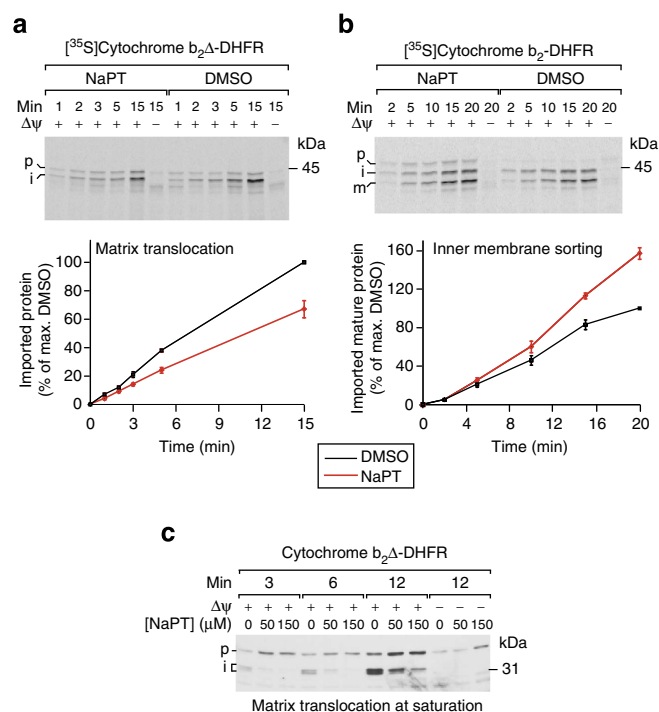 a
[³⁵S]Cytochrome b₂Δ-DHFR
NaPT DMSO
Min 1 2 3 5 15 15 1 2 3 5 15 15
Δψ + + + + + − + + + + + −
kDa
p
45
i
Matrix translocation
Imported protein
(% of max. DMSO)
100
80
60
40
20
0
0 3 6 9 12 15
Time (min)
b
[³⁵S]Cytochrome b₂-DHFR
NaPT DMSO
Min 2 5 10 15 20 20 2 5 10 15 20 20
Δψ + + + + + − + + + + + −
kDa
p
45
i
m
Inner membrane sorting
Imported mature protein
(% of max. DMSO)
160
120
80
40
0
0 4 8 12 16 20
Time (min)
DMSO
NaPT
c
Cytochrome b₂Δ-DHFR
Min 3 6 12 12
Δψ + + + + + + + + + − − −
[NaPT] (μM) 0 50 150 0 50 150 0 50 150 0 50 150
kDa
p
i
31
Matrix translocation at saturation